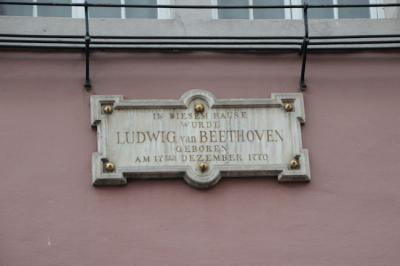 IN DIESEM HAUSE
WURDE
LUDWIG van BEETHOVEN
GEBOREN
AM 17TEN DEZEMBER 1770